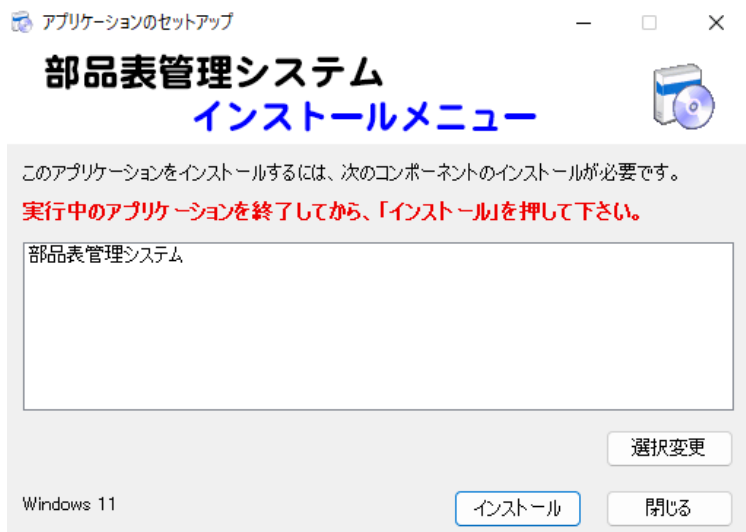 アプリケーションのセットアップ
部品表管理システム
インストールメニュー
このアプリケーションをインストールするには、次のコンポーネントのインストールが必要です。
実行中のアプリケーションを終了してから、「インストール」を押して下さい。
部品表管理システム
選択変更
Windows 11
インストール
閉じる